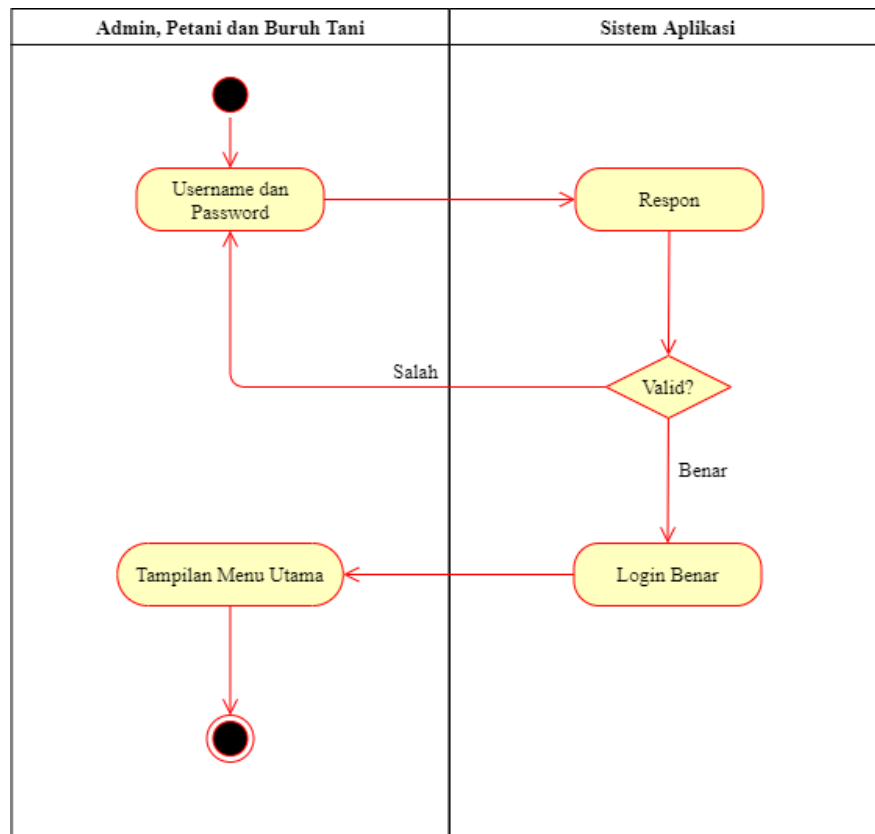 Admin, Petani dan Buruh Tani
Sistem Aplikasi
Username dan
Password
Respon
Salah
Valid?
Benar
Tampilan Menu Utama
Login Benar